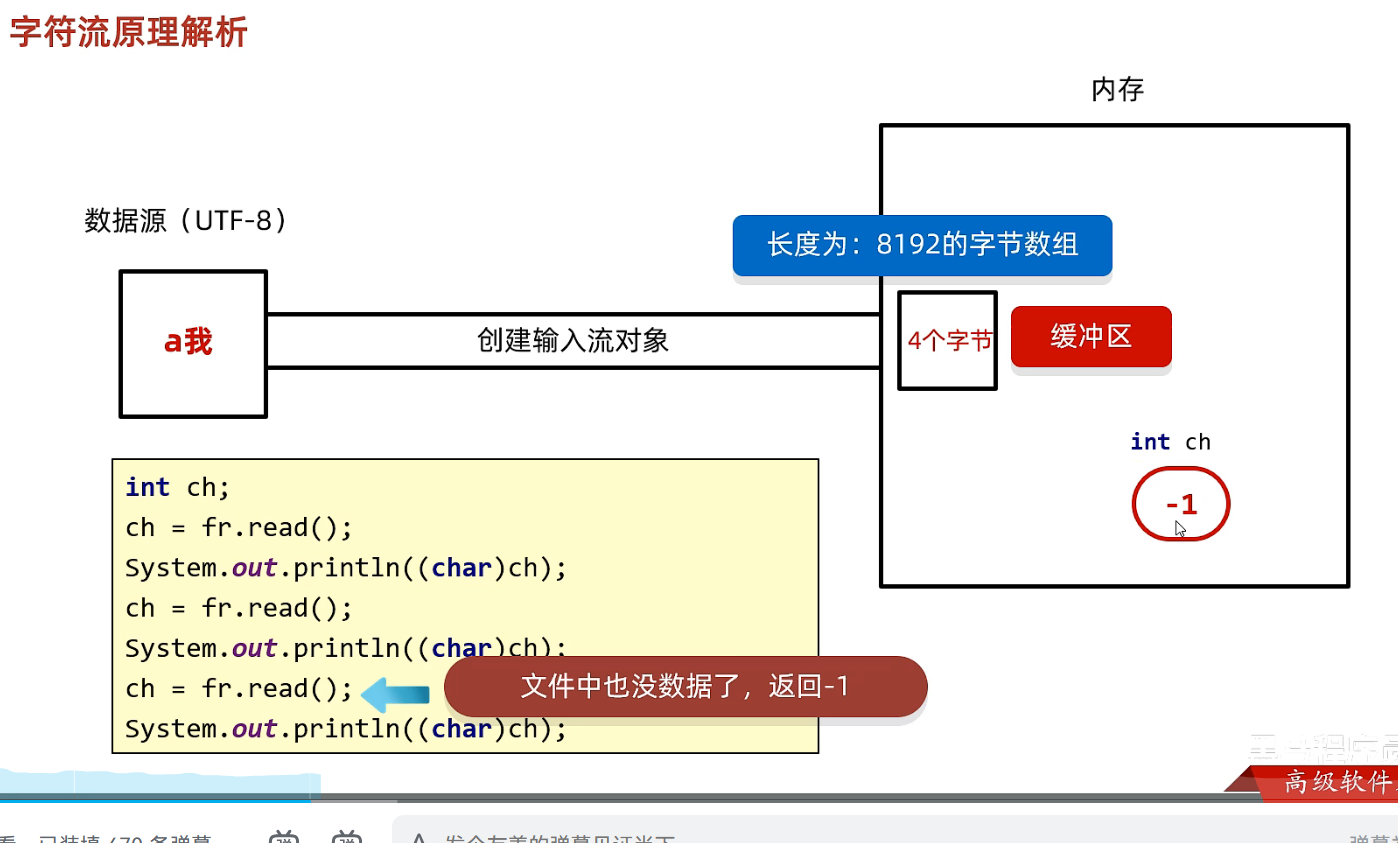 字符流原理解析
内存
数据源（UTF-8）
长度为：8192的字节数组
a我
创建输入流对象
4个字节
缓冲区
int ch
-1
int ch;
ch = fr.read();
System.out.println((char)ch);
ch = fr.read();
System.out.println((char)ch);
ch = fr.read();
文件中也没数据了，返回-1
System.out.println((char)ch);
高级软件